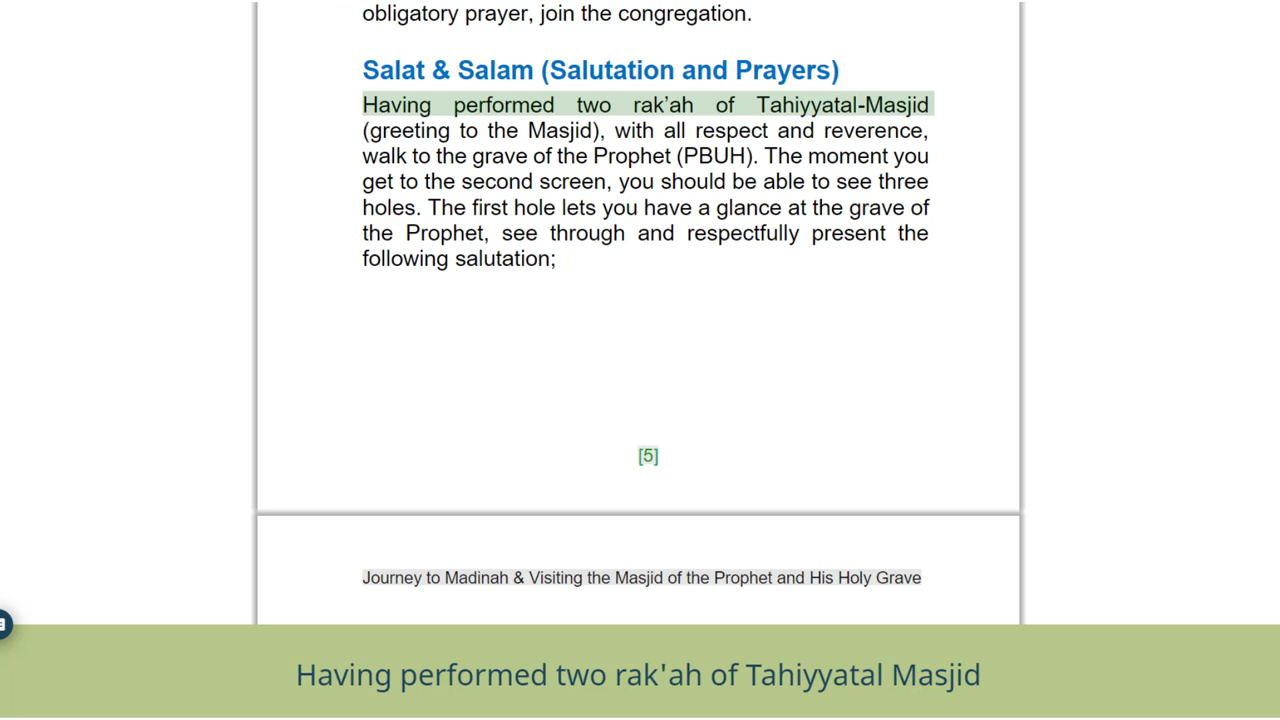 obligatory prayer, join the congregation.
Salat & Salam (Salutation and Prayers)
Having performed two rak’ah of Tahiyyatal-Masjid
(greeting to the Masjid), with all respect and reverence,
walk to the grave of the Prophet (PBUH). The moment you
get to the second screen, you should be able to see three
holes. The first hole lets you have a glance at the grave of
the Prophet, see through and respectfully present the
following salutation;
[5]
Journey to Madinah & Visiting the Masjid of the Prophet and His Holy Grave
Having performed two rak'ah of Tahiyyatal Masjid